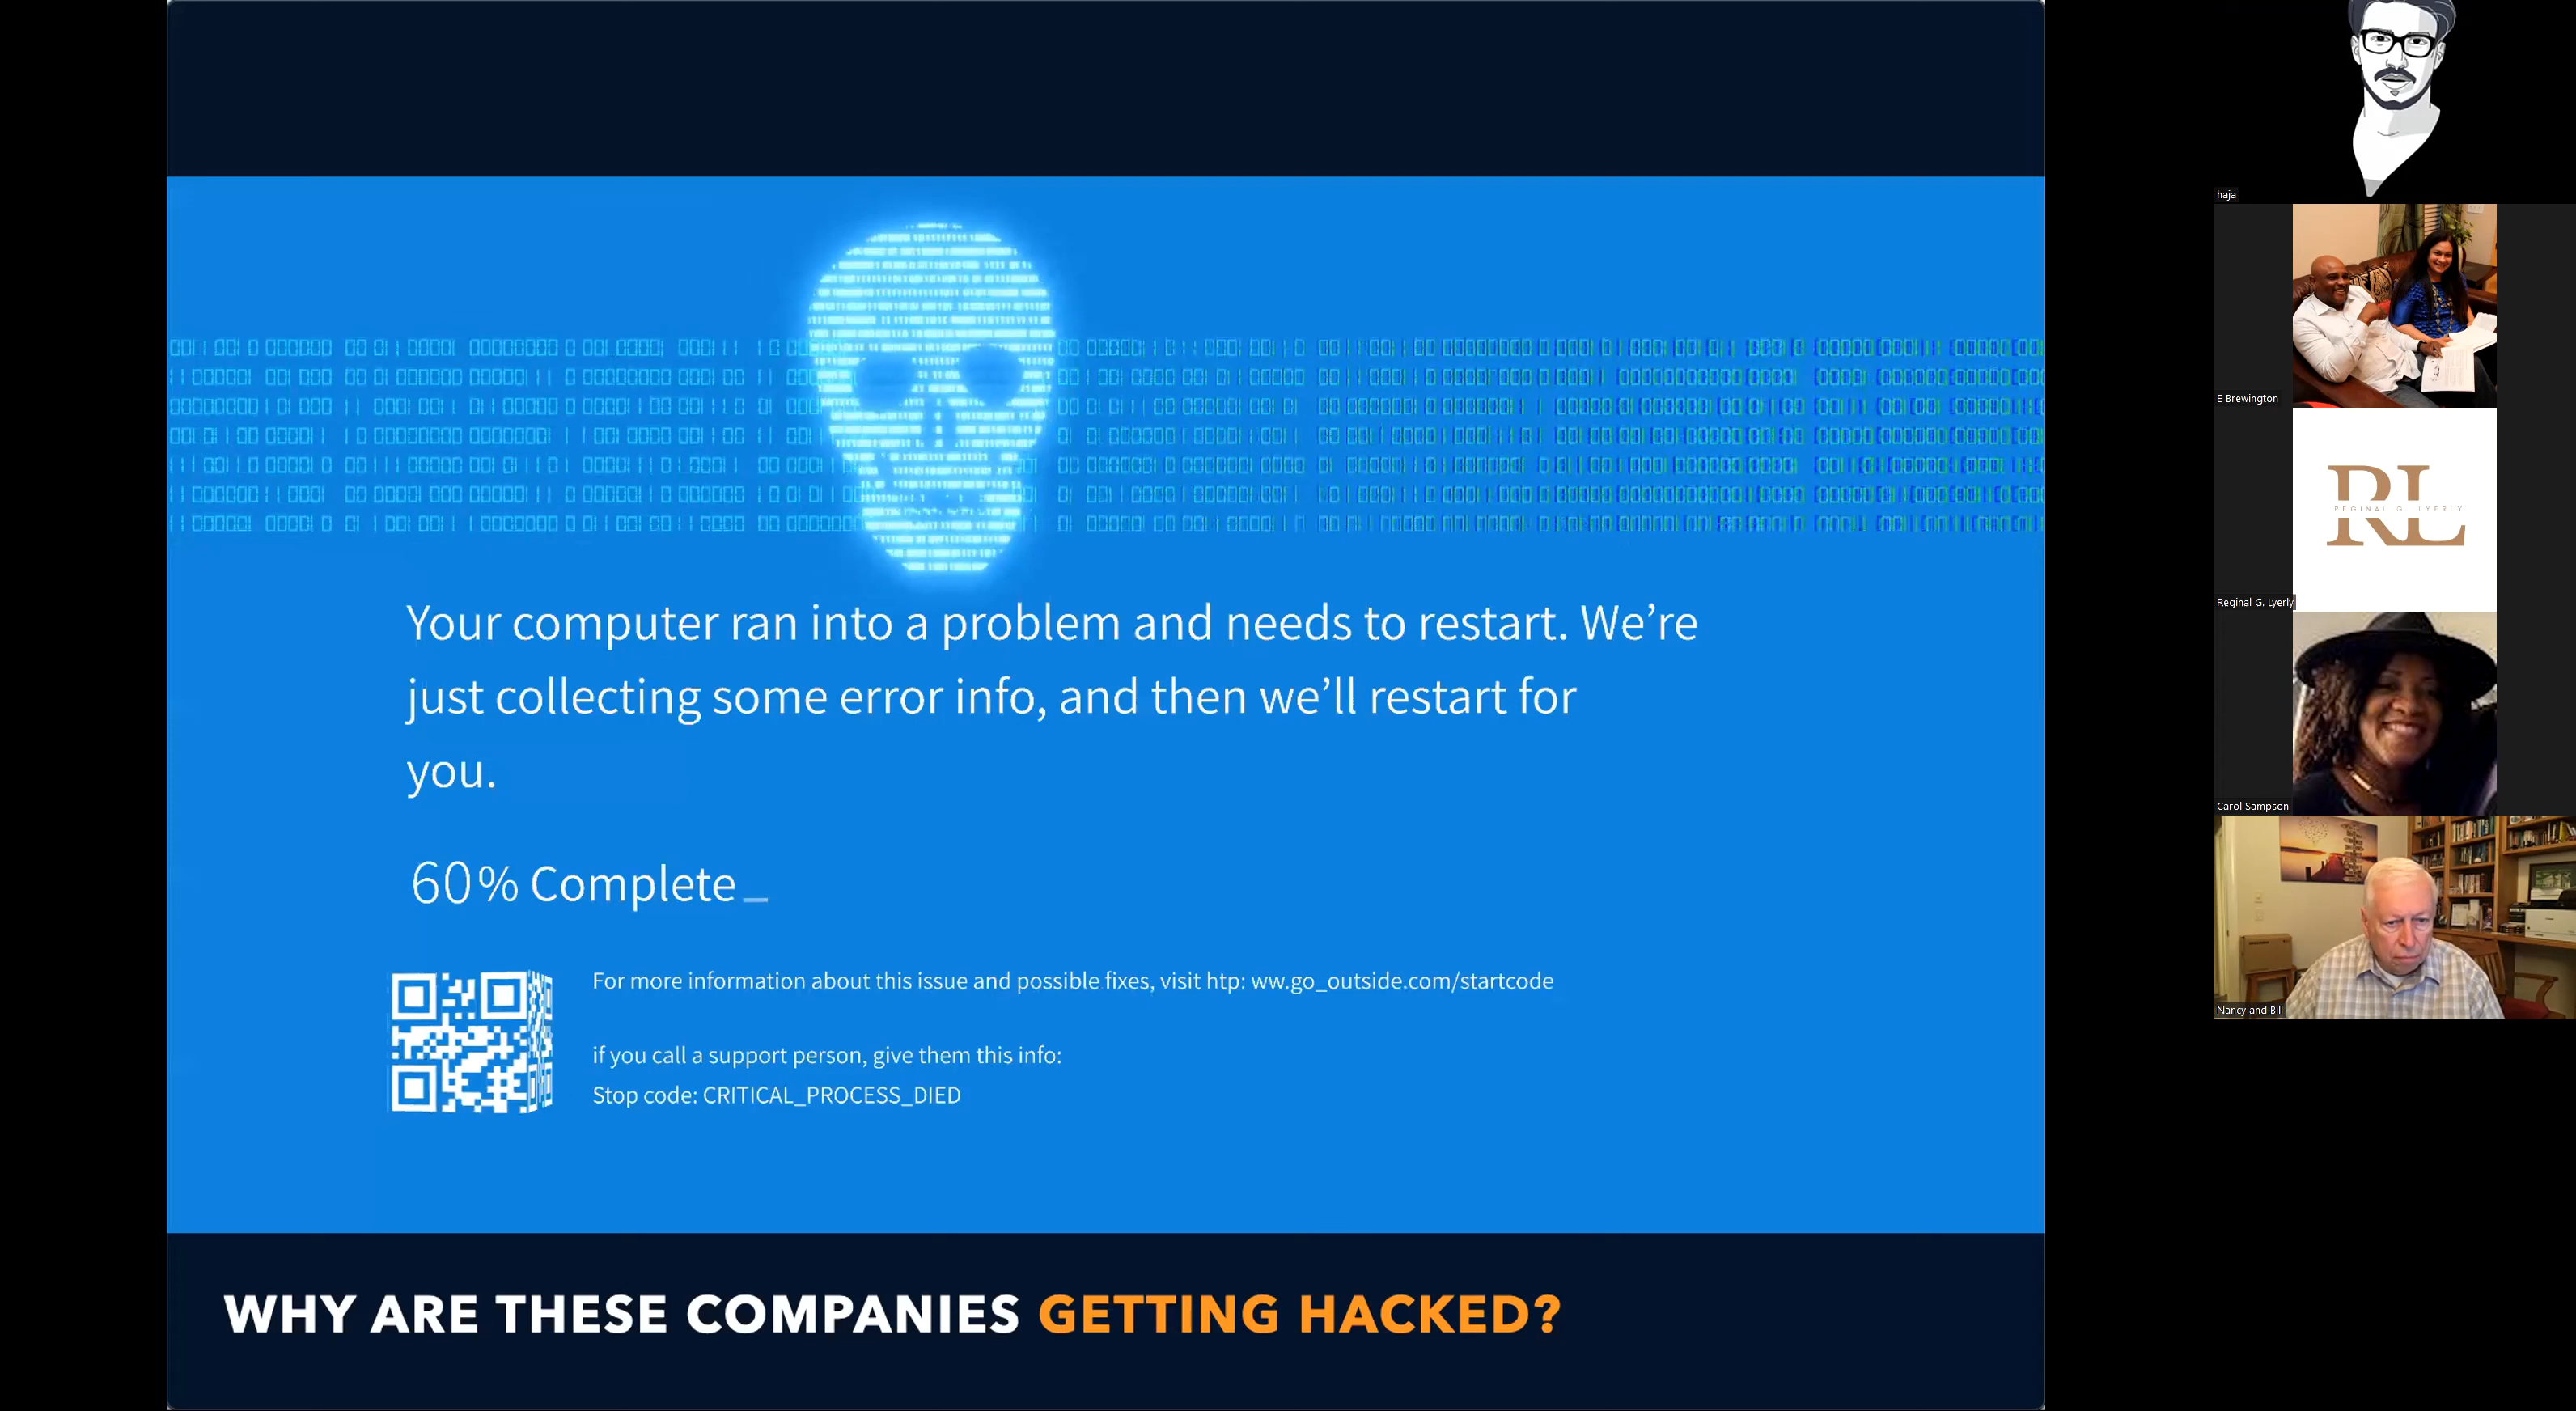 Your computer ran into a problem and needs to restart. We’re
just collecting some error info, and then we’ll restart for
you.
60% Complete_
For more information about this issue and possible fixes, visit htp: ww.go_outside.com/startcode
if you call a support person, give them this info:
Stop code: CRITICAL_PROCESS_DIED
WHY ARE THESE COMPANIES GETTING HACKED?
haja
E Brewington
RL
REGINAL G. LYERLY
Reginal G. Lyerly
Carol Sampson
Nancy and Bill